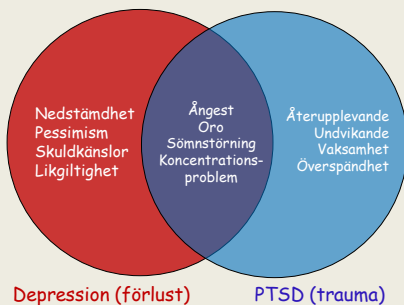 Nedstämdhet
Pessimism
Skuldkänslor
Likgiltighet
Ångest
Oro
Sömnstörning
Koncentrations-
problem
Återupplevande
Undvikande
Vaksamhet
Överspändhet
Depression (förlust)
PTSD (trauma)